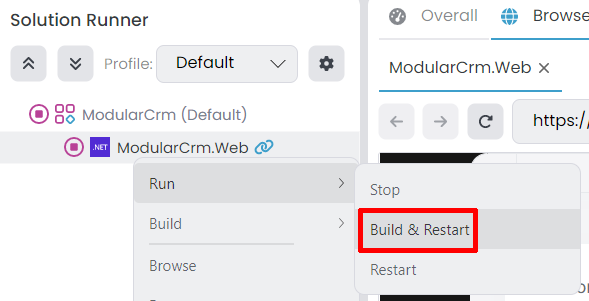 Solution Runner
Profile: Default
ModularCrm (Default)
.NET ModularCrm.Web
Run
Build
Browse
Stop
Build & Restart
Restart
Overall Browse
ModularCrm.Web
https://